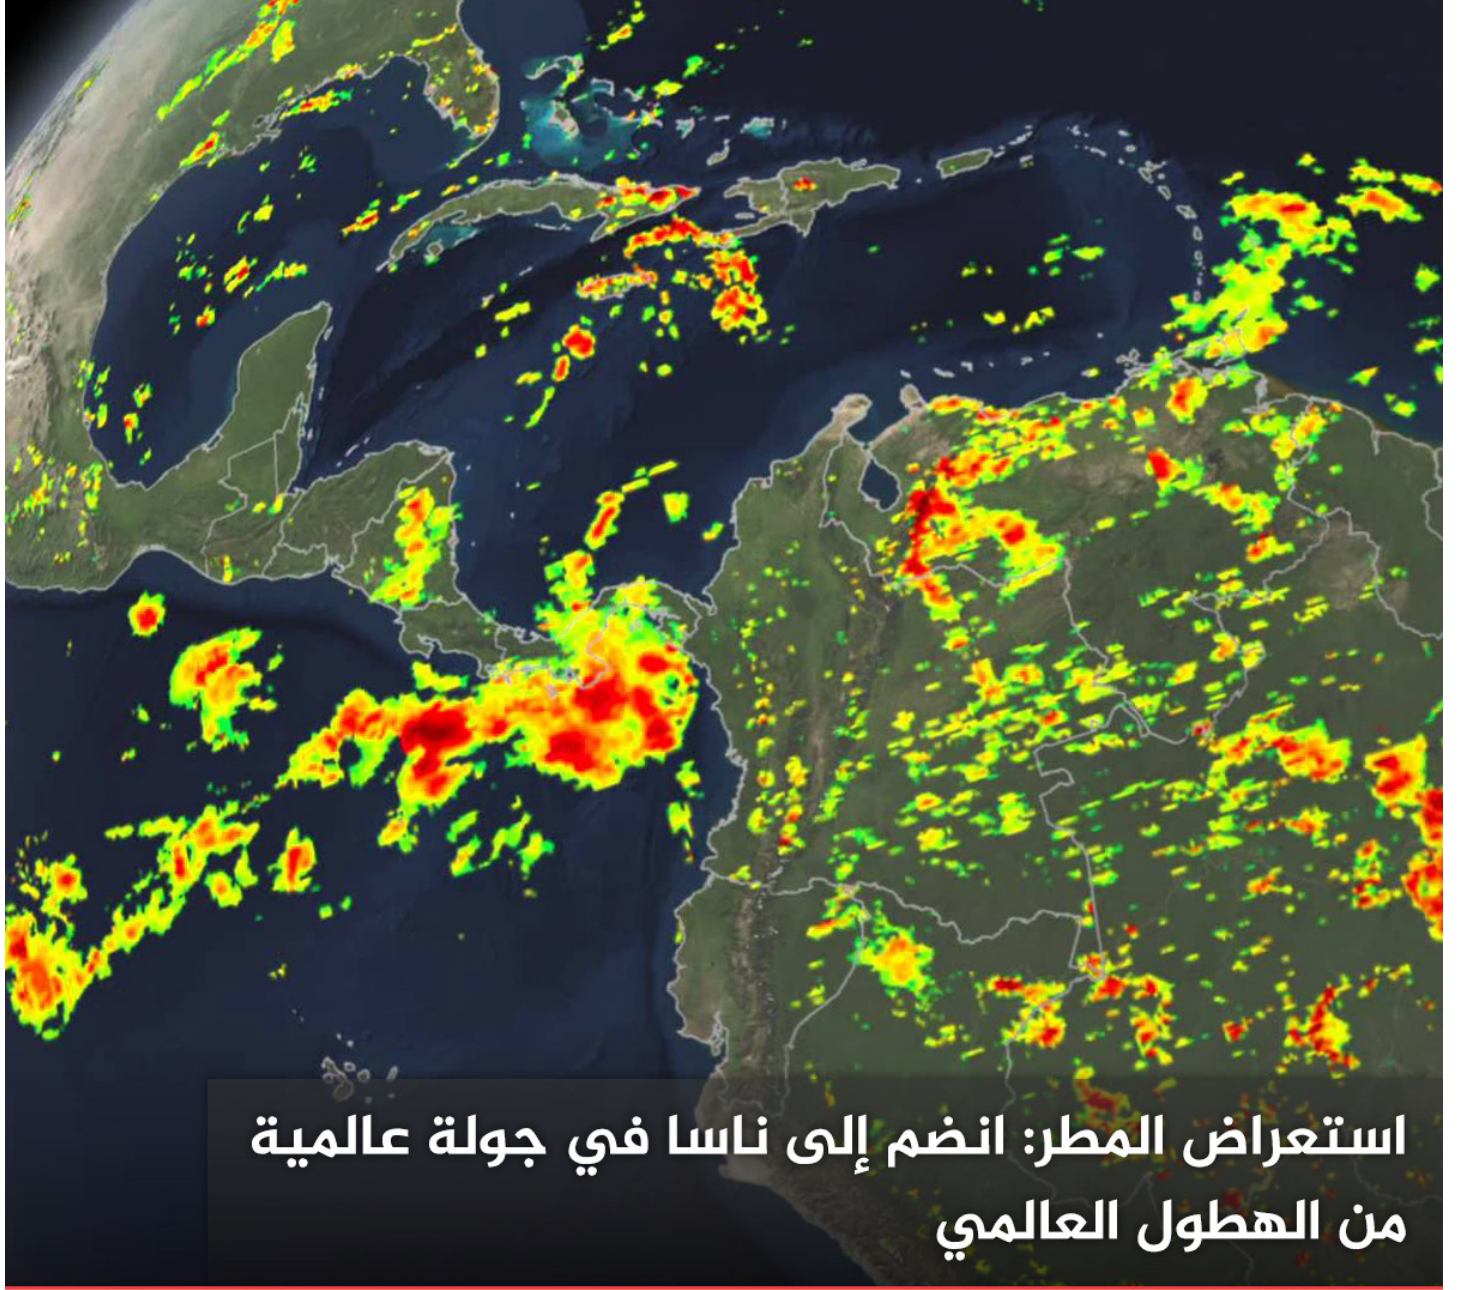 استعراض المطر: انضم إلى ناسا في جولة عالمية
من الهطول العالمي